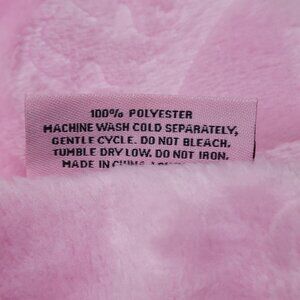 100% POLYESTER
MACHINE WASH COLD SEPARATELY,
GENTLE CYCLE. DO NOT BLEACH.
TUMBLE DRY LOW. DO NOT IRON.
MADE IN CHINA.